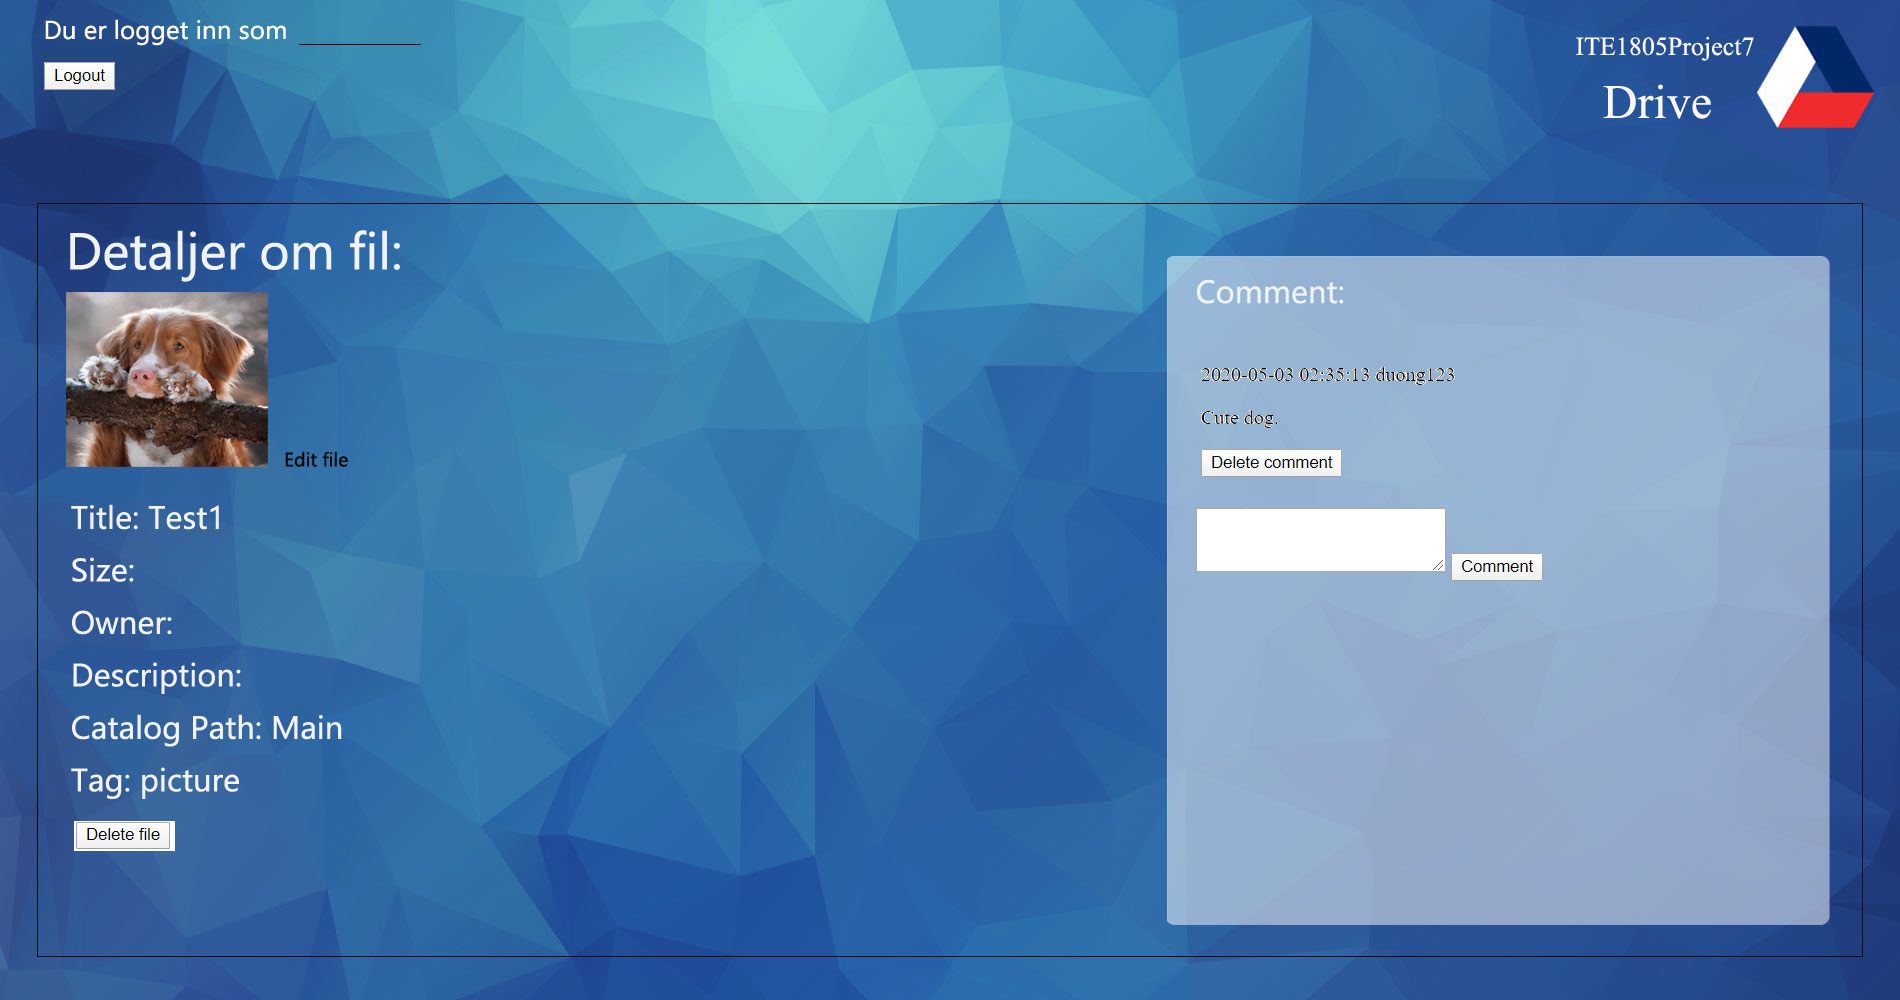 Du er logget inn som
Logout
ITE1805Project7
Drive
Detaljer om fil:
Edit file
Title: Test1
Size:
Owner:
Description:
Catalog Path: Main
Tag: picture
Delete file
Comment:
2020-05-03 02:35:13 duong123
Cute dog.
Delete comment
Comment